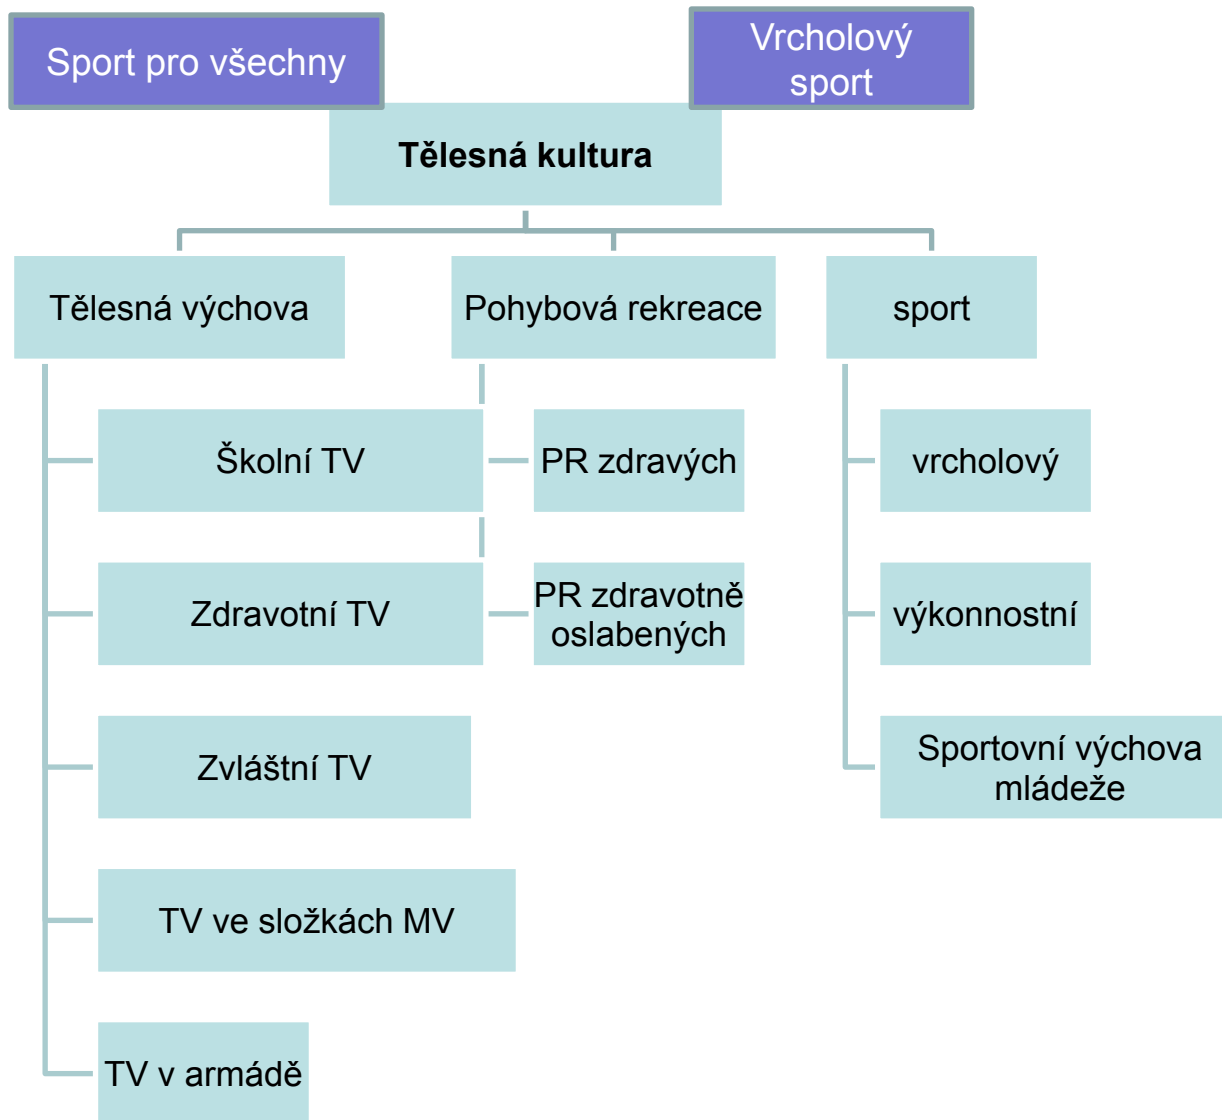 Sport pro všechny
Vrcholový
sport
Tělesná kultura
Tělesná výchova
Pohybová rekreace
sport
Školní TV
PR zdravých
vrcholový
Zdravotní TV
PR zdravotně
oslabených
výkonnostní
Zvláštní TV
Sportovní výchova
mládeže
TV ve složkách MV
TV v armádě